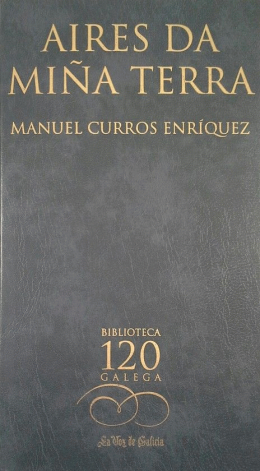 AIRES DA
MIÑA TERRA
MANUEL CURROS ENRÍQUEZ
BIBLIOTECA
120
GALEGA
La Voz de Galicia